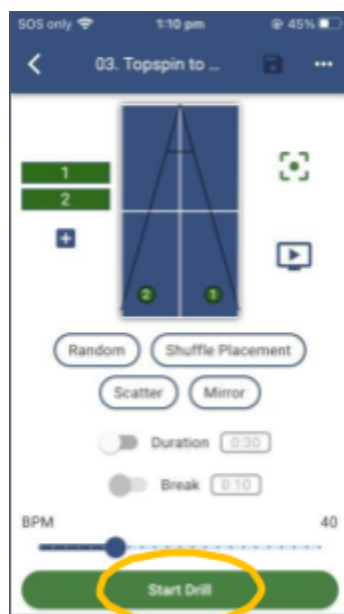 SOS only 1:10 pm 45%
03. Topspin to ...
1
2
2 1
Random Shuffle Placement
Scatter Mirror
Duration 0:30
Break 0:10
BPM 40
Start Drill